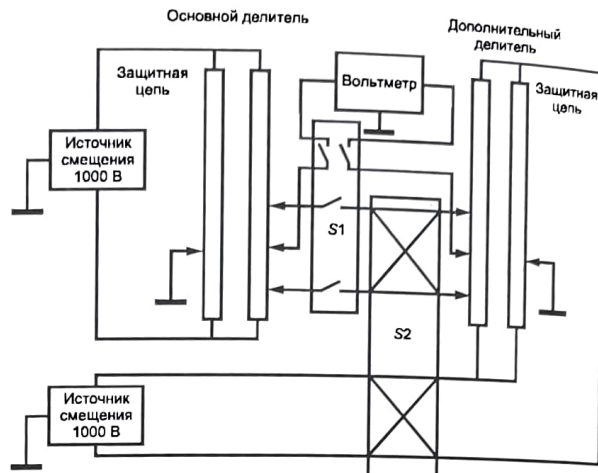 Основной делитель
Дополнительный
делитель
Защитная
цепь
Вольтметр
Защитная
цепь
Источник
смещения
1000 В
S1
S2
Источник
смещения
1000 В